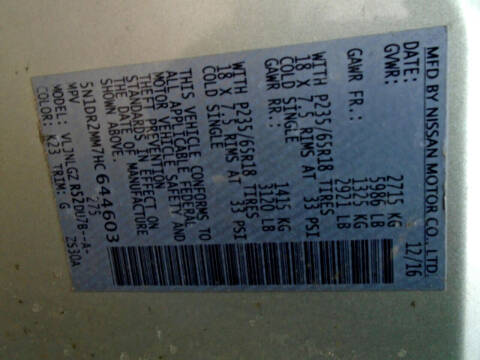 MFD BY NISSAN MOTOR CO., LTD.
DATE: 12/16
GVWR: 2715 KG
5986 LB
GAWR FR.: 1325 KG
2921 LB
WITH P235/65R18 TIRES
18 X 7.5 RIMS AT 33 PSI
COLD SINGLE
GAWR RR.: 1415 KG
3120 LB
WITH P235/65R18 TIRES
18 X 7.5 RIMS AT 33 PSI
COLD SINGLE
THIS VEHICLE CONFORMS TO
ALL APPLICABLE FEDERAL
MOTOR VEHICLE SAFETY AND
THEFT PREVENTION
STANDARDS IN EFFECT ON
THE DATE OF MANUFACTURE
SHOWN ABOVE.
275
5N1DR2MM7HC644603
MPV
MODEL: VLJNLGZ R52DU7B--A-
COLOR: K23 TRIM: G ZS30A